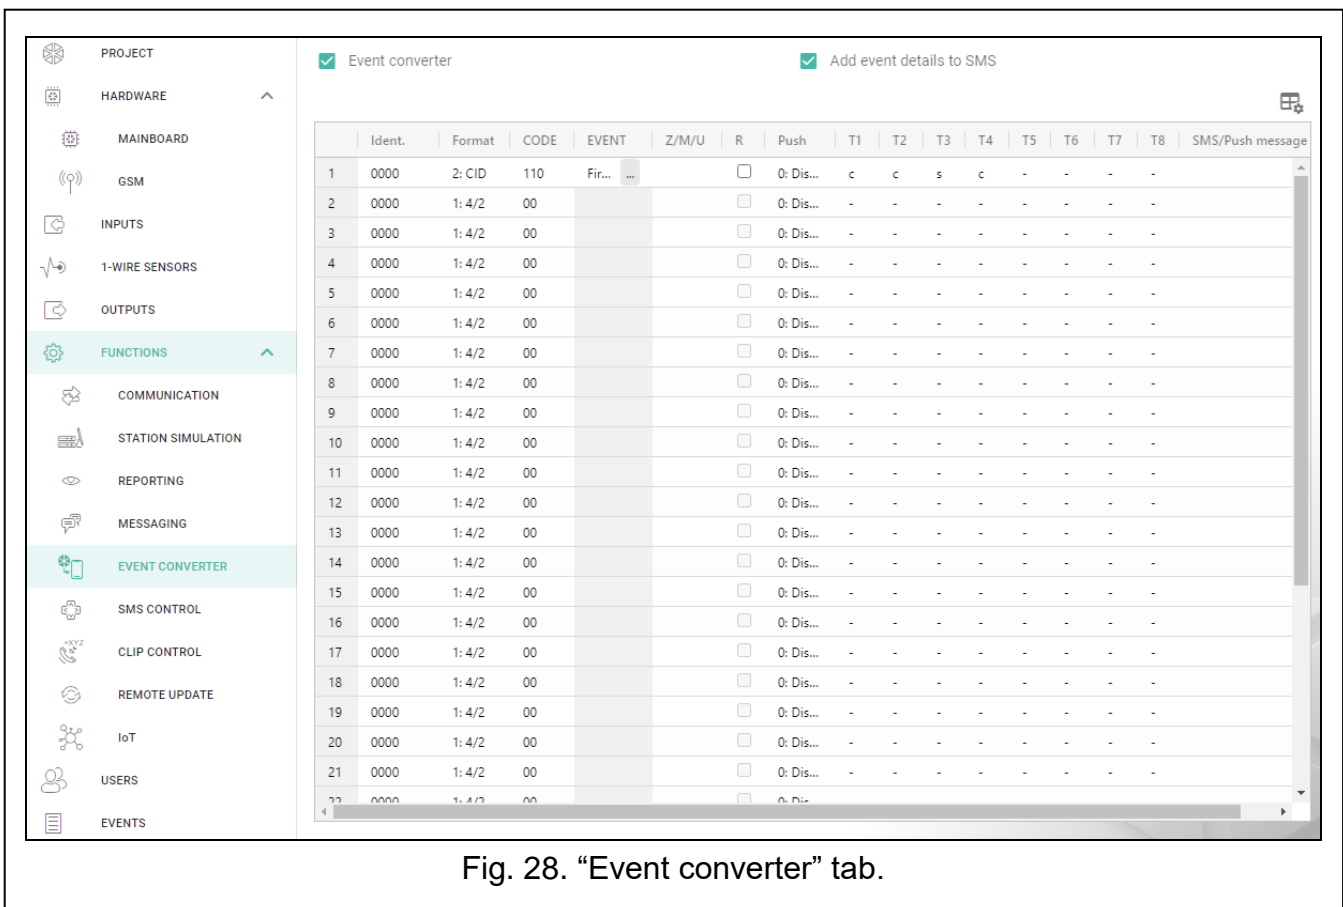 PROJECT
HARDWARE
MAINBOARD
GSM
INPUTS
1-WIRE SENSORS
OUTPUTS
FUNCTIONS
COMMUNICATION
STATION SIMULATION
REPORTING
MESSAGING
EVENT CONVERTER
SMS CONTROL
+XYZ
CLIP CONTROL
REMOTE UPDATE
IoT
USERS
EVENTS
Event converter Add event details to SMS
Ident. Format CODE EVENT Z/M/U R Push T1 T2 T3 T4 T5 T6 T7 T8 SMS/Push message
1 0000 2: CID 110 Fir... ... 0: Dis... c c s c - - - -
2 0000 1: 4/2 00 0: Dis... - - - - - - - -
3 0000 1: 4/2 00 0: Dis... - - - - - - - -
4 0000 1: 4/2 00 0: Dis... - - - - - - - -
5 0000 1: 4/2 00 0: Dis... - - - - - - - -
6 0000 1: 4/2 00 0: Dis... - - - - - - - -
7 0000 1: 4/2 00 0: Dis... - - - - - - - -
8 0000 1: 4/2 00 0: Dis... - - - - - - - -
9 0000 1: 4/2 00 0: Dis... - - - - - - - -
10 0000 1: 4/2 00 0: Dis... - - - - - - - -
11 0000 1: 4/2 00 0: Dis... - - - - - - - -
12 0000 1: 4/2 00 0: Dis... - - - - - - - -
13 0000 1: 4/2 00 0: Dis... - - - - - - - -
14 0000 1: 4/2 00 0: Dis... - - - - - - - -
15 0000 1: 4/2 00 0: Dis... - - - - - - - -
16 0000 1: 4/2 00 0: Dis... - - - - - - - -
17 0000 1: 4/2 00 0: Dis... - - - - - - - -
18 0000 1: 4/2 00 0: Dis... - - - - - - - -
19 0000 1: 4/2 00 0: Dis... - - - - - - - -
20 0000 1: 4/2 00 0: Dis... - - - - - - - -
21 0000 1: 4/2 00 0: Dis... - - - - - - - -
22 0000 1: 4/2 00 0: Dis
Fig. 28. “Event converter” tab.